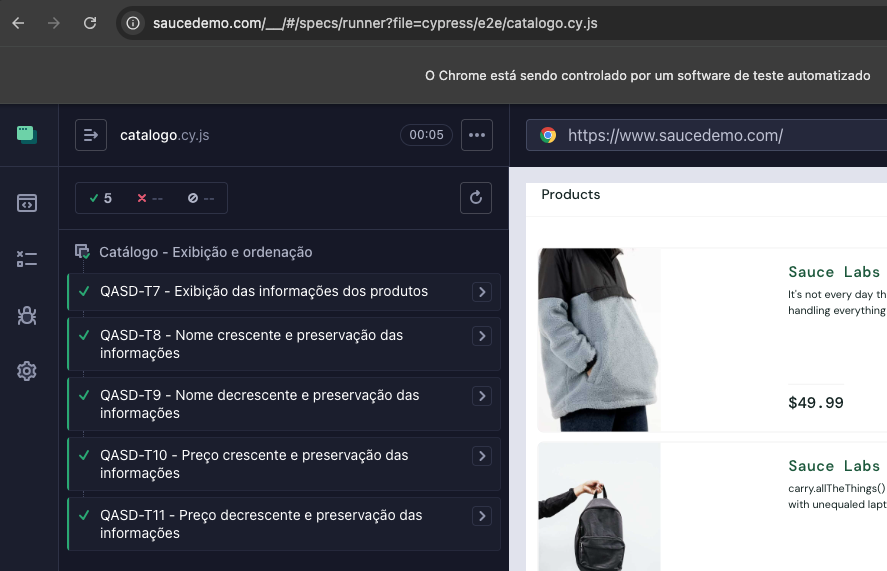 saucedemo.com/__/#/specs/runner?file=cypress/e2e/catalogo.cy.js
O Chrome está sendo controlado por um software de teste automatizado
catalogo.cy.js
00:05
https://www.saucedemo.com/
5
--
--
Catálogo - Exibição e ordenação
QASD-T7 - Exibição das informações dos produtos
QASD-T8 - Nome crescente e preservação das
informações
QASD-T9 - Nome decrescente e preservação das
informações
QASD-T10 - Preço crescente e preservação das
informações
QASD-T11 - Preço decrescente e preservação das
informações
Products
Sauce Labs
It's not every day th
handling everything
$49.99
Sauce Labs
carry.allTheThings()
with unequaled lapt